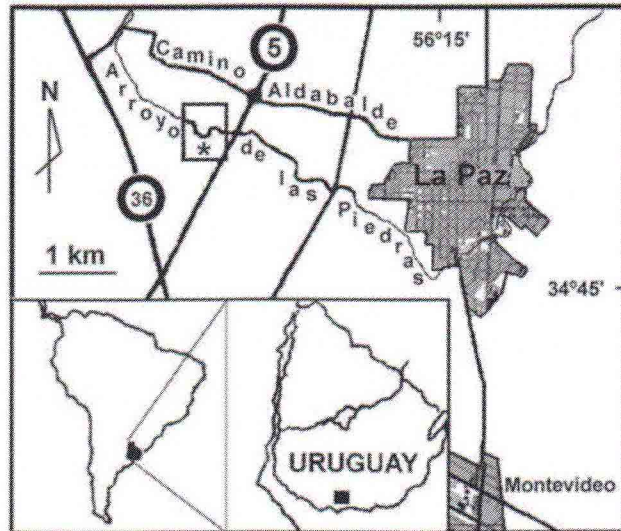 56°15'
5
Camino Aldabalde
N
Arroyo de las Piedras
*
La Paz
36
1 km
34°45'
URUGUAY
Montevideo